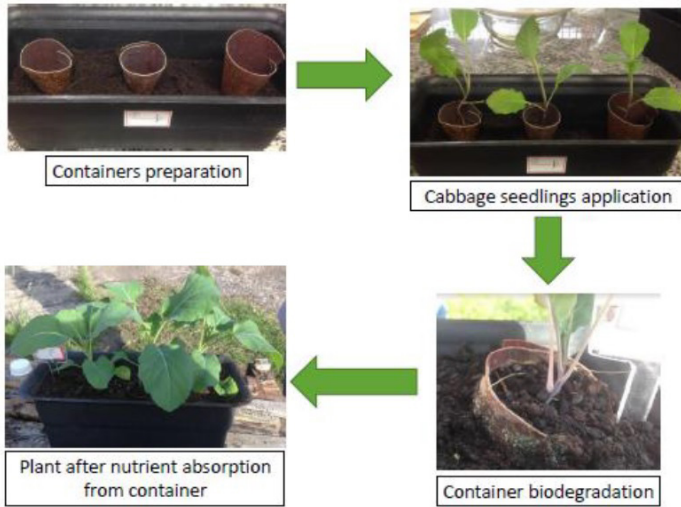 Containers preparation
Cabbage seedlings application
Container biodegradation
Plant after nutrient absorption
from container